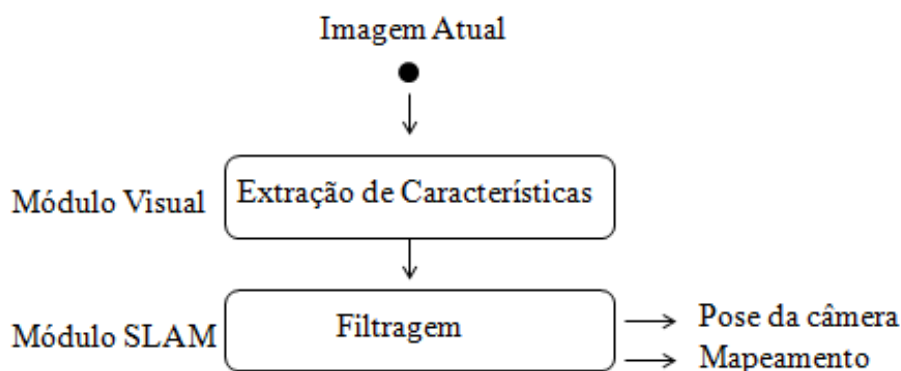 Imagem Atual
Módulo Visual
Extração de Características
Módulo SLAM
Filtragem
Pose da câmera
Mapeamento